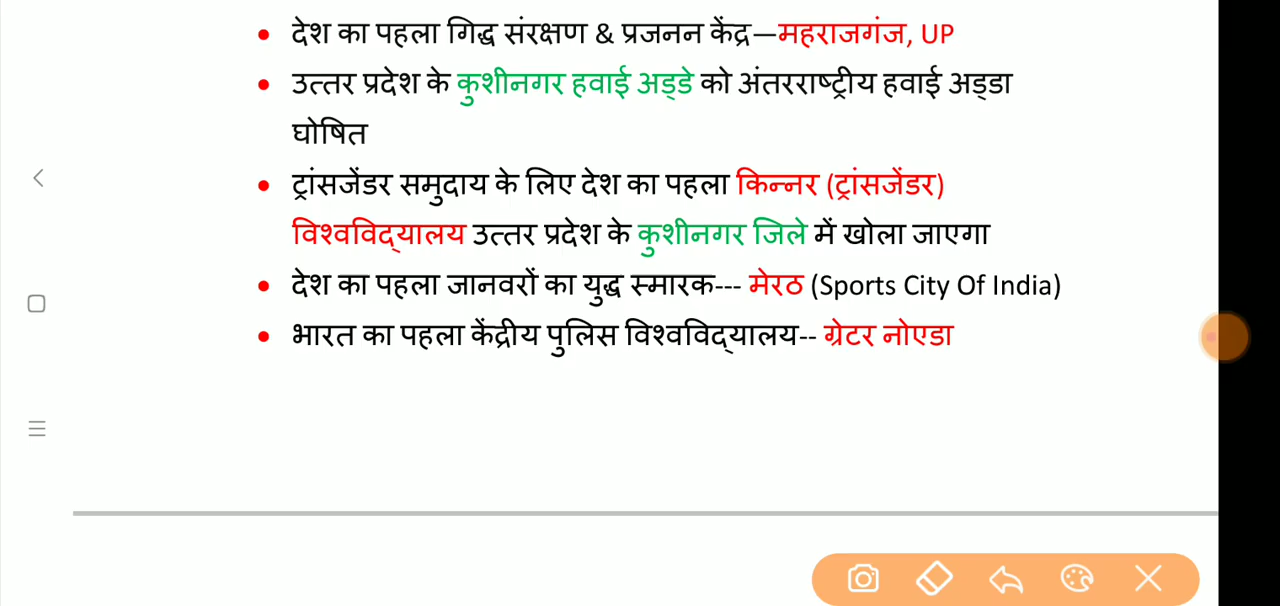 • देश का पहला गिद्ध संरक्षण & प्रजनन केंद्र—महराजगंज, UP
• उत्तर प्रदेश के कुशीनगर हवाई अड्डे को अंतरराष्ट्रीय हवाई अड्डा
घोषित
• ट्रांसजेंडर समुदाय के लिए देश का पहला किन्नर (ट्रांसजेंडर)
विश्वविद्यालय उत्तर प्रदेश के कुशीनगर जिले में खोला जाएगा
• देश का पहला जानवरों का युद्ध स्मारक--- मेरठ (Sports City Of India)
• भारत का पहला केंद्रीय पुलिस विश्वविद्यालय-- ग्रेटर नोएडा